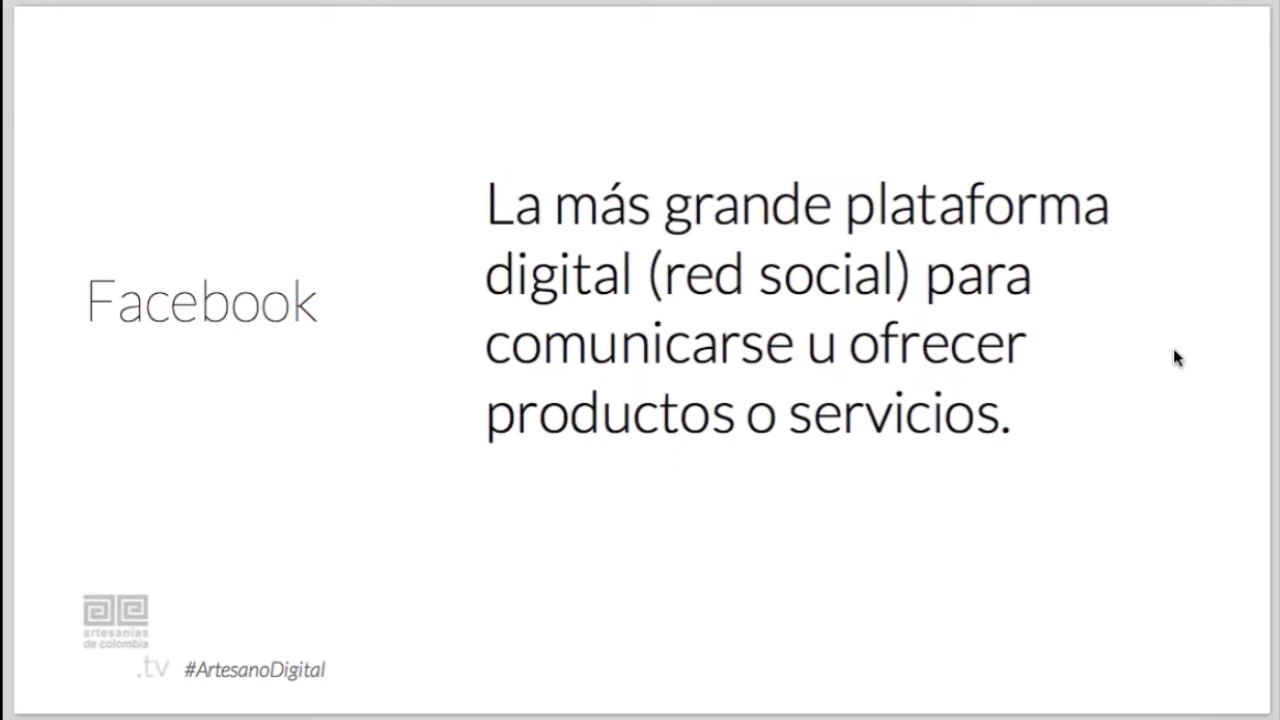 Facebook
La más grande plataforma
digital (red social) para
comunicarse u ofrecer
productos o servicios.
artesanías
de colombia
.tv #ArtesanoDigital